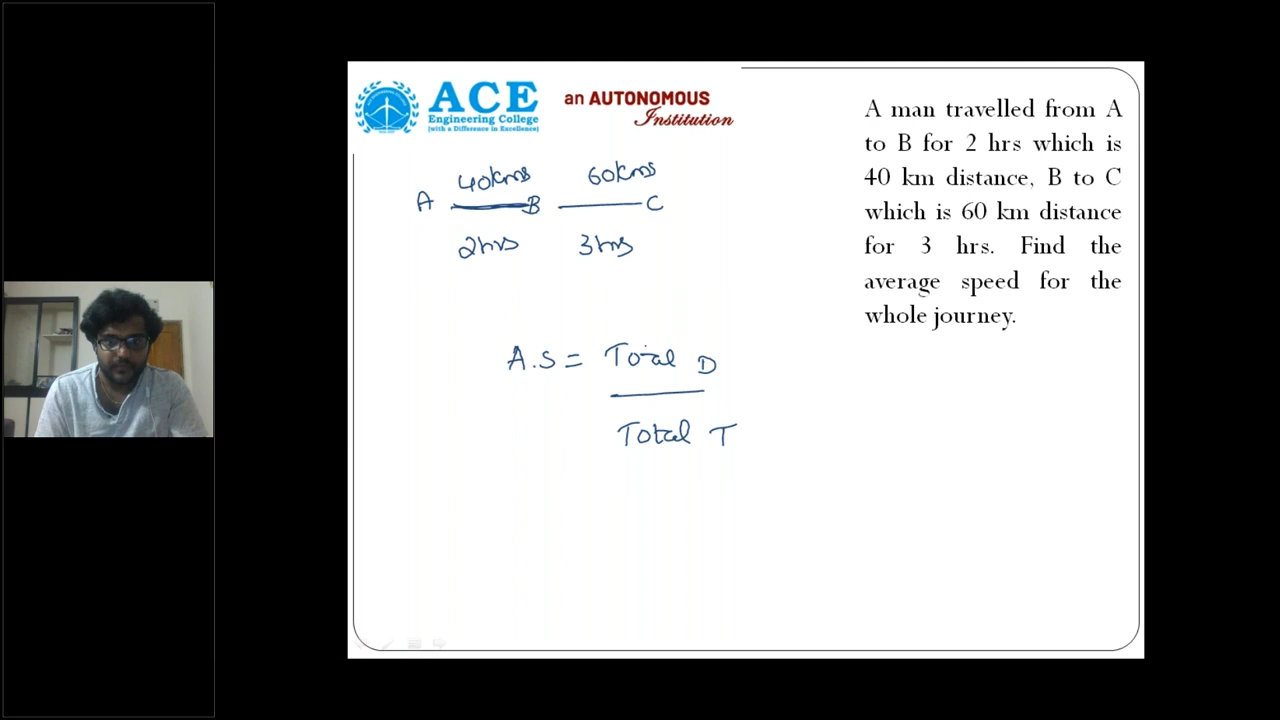 ACE
Engineering College
(with a Difference in Excellence)
an AUTONOMOUS
Institution
40kms 60kms
A B C
2hrs 3hrs
A.S = Total D
Total T
A man travelled from A
to B for 2 hrs which is
40 km distance, B to C
which is 60 km distance
for 3 hrs. Find the
average speed for the
whole journey.